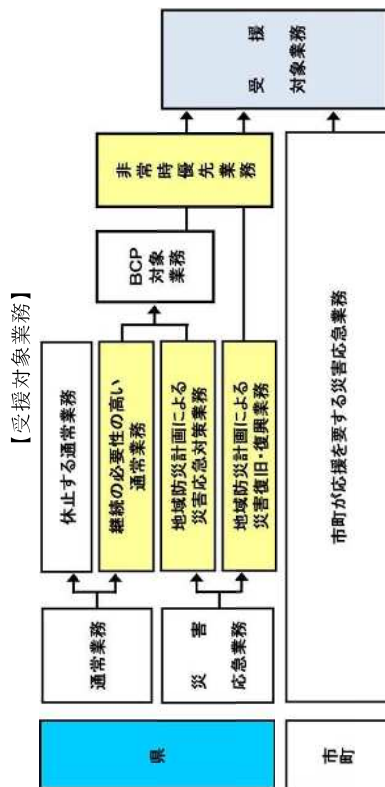 【受援対象業務】
県
通常業務
災害
応急業務
休止する通常業務
継続の必要性の高い
通常業務
地域防災計画による
災害応急対策業務
地域防災計画による
災害復旧・復興業務
BCP
対象
業務
非常時優先業務
受援
対象業務
市町
市町が応援を要する災害応急業務